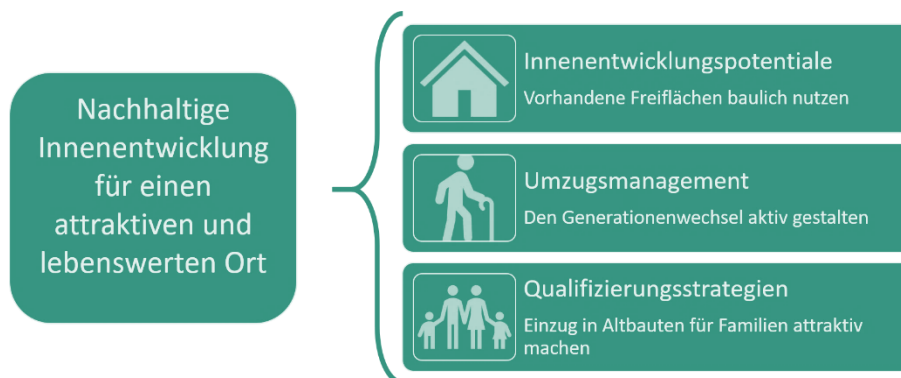 Nachhaltige
Innenentwicklung
für einen
attraktiven und
lebenswerten Ort
Innenentwicklungspotentiale
Vorhandene Freiflächen baulich nutzen
Umzugsmanagement
Den Generationenwechsel aktiv gestalten
Qualifizierungsstrategien
Einzug in Altbauten für Familien attraktiv
machen